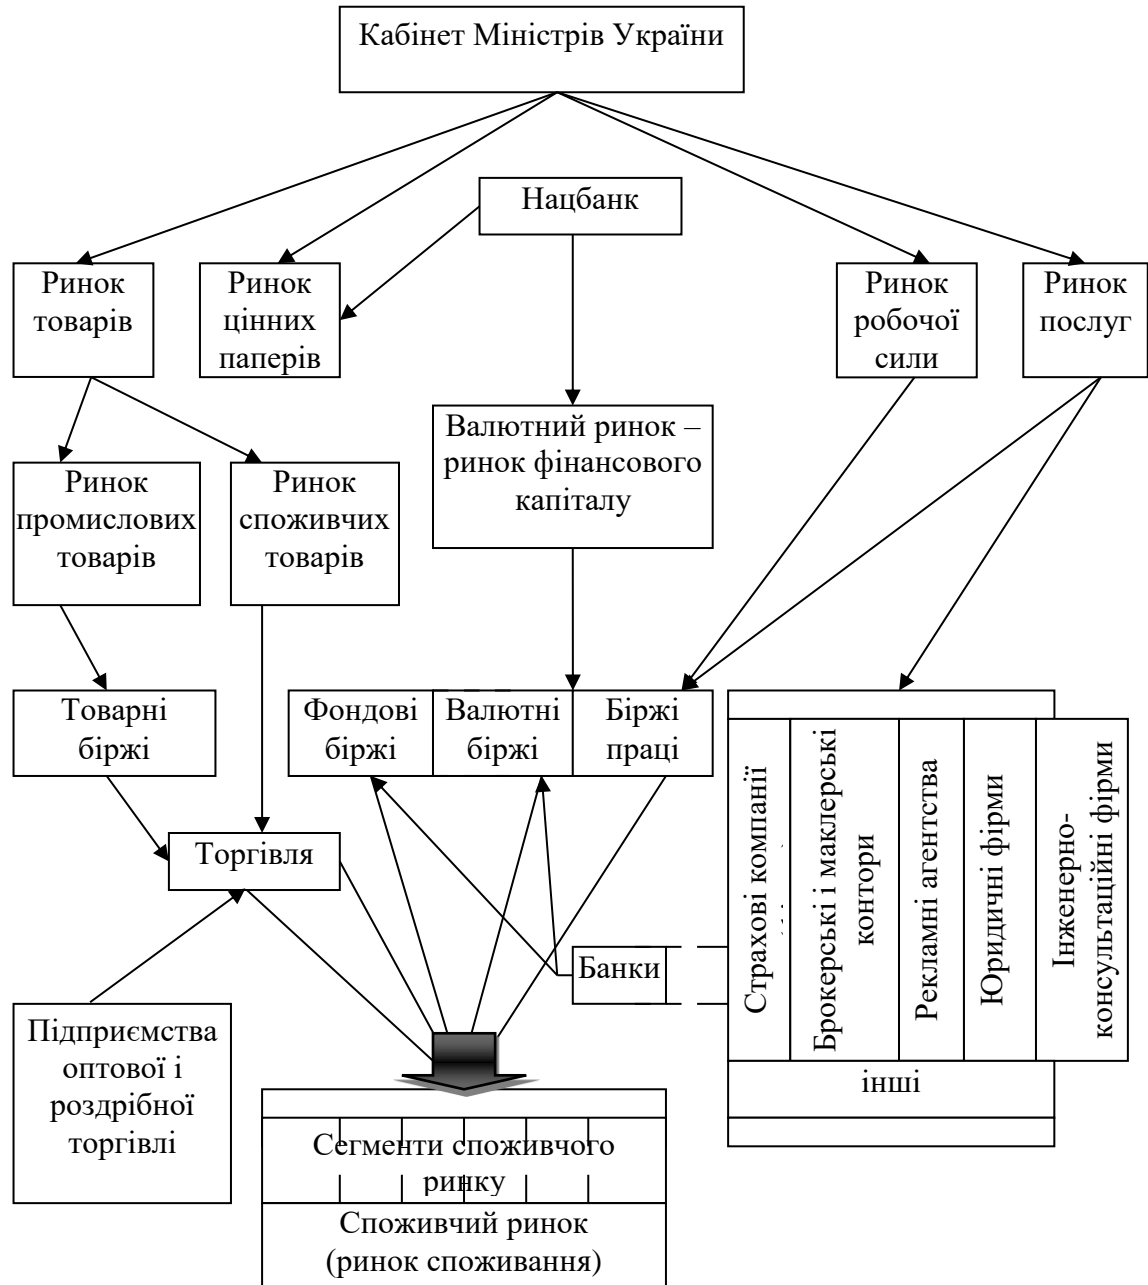 Кабінет Міністрів України
Нацбанк
Ринок
товарів
Ринок
цінних
паперів
Ринок
робочої
сили
Ринок
послуг
Валютний ринок –
ринок фінансового
капіталу
Ринок
промислових
товарів
Ринок
споживчих
товарів
Товарні
біржі
Фондові
біржі
Валютні
біржі
Біржі
праці
Страхові компанії
Брокерські і маклерські
контори
Рекламні агентства
Юридичні фірми
Інженерно-
консультаційні фірми
Торгівля
Банки
Підприємства
оптової і
роздрібної
торгівлі
інші
Сегменти споживчого
ринку
Споживчий ринок
(ринок споживання)